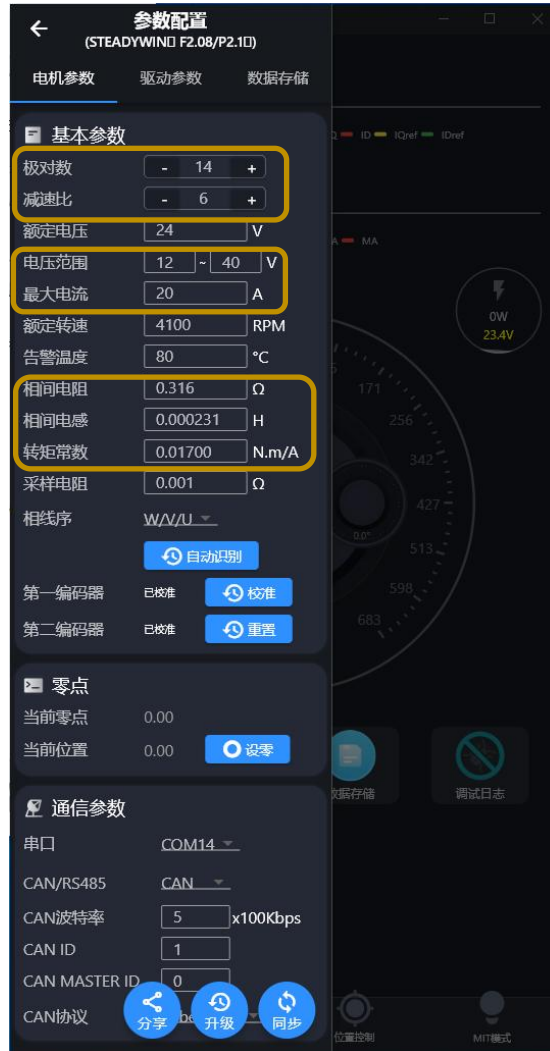 参数配置
(STEADYWIN F2.08/P2.1)
电机参数 驱动参数 数据存储
基本参数
极对数 - 14 +
减速比 - 6 +
额定电压 24 V
电压范围 12 ~ 40 V
最大电流 20 A
额定转速 4100 RPM
告警温度 80 °C
相间电阻 0.316 Ω
相间电感 0.000231 H
转矩常数 0.01700 N.m/A
采样电阻 0.001 Ω
相线序 W/V/U
自动识别
第一编码器 已校准 校准
第二编码器 已校准 重置
零点
当前零点 0.00
当前位置 0.00 设零
通信参数
串口 COM14
CAN/RS485 CAN
CAN波特率 5 x100Kbps
CAN ID 1
CAN MASTER ID 0
CAN协议
分享 升级 同步
ID IQref IDref
MA
0W
23.4V
171
256
342
427
513
598
683
0.0°
数据存储 调试日志
位置控制 MIT模式